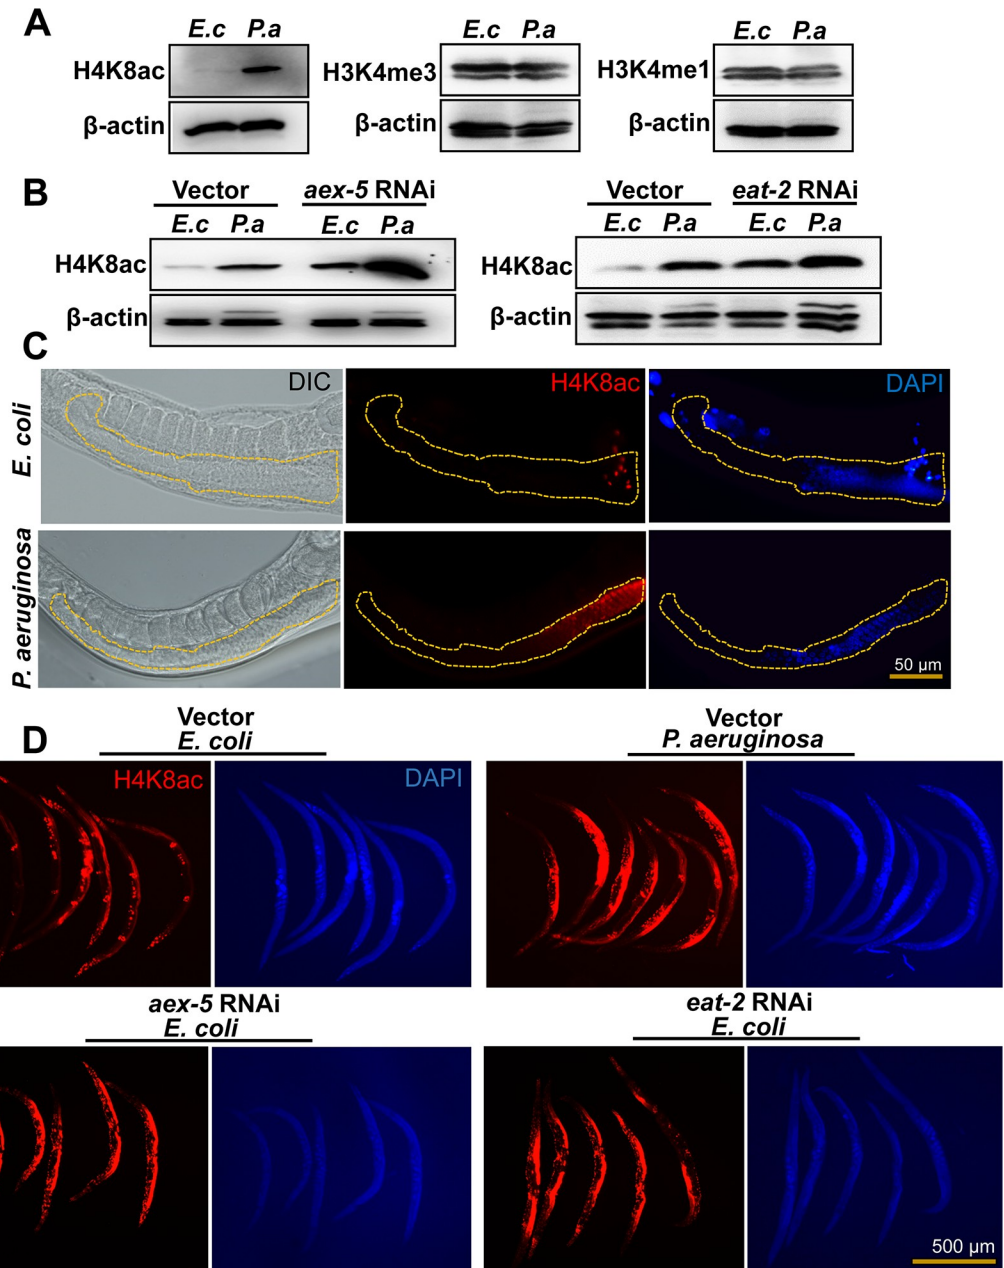 A
E.c P.a
H4K8ac
β-actin
E.c P.a
H3K4me3
β-actin
E.c P.a
H3K4me1
β-actin
B
Vector aex-5 RNAi
E.c P.a E.c P.a
H4K8ac
β-actin
Vector eat-2 RNAi
E.c P.a E.c P.a
H4K8ac
β-actin
C
DIC H4K8ac DAPI
E. coli
P. aeruginosa
50 µm
D
Vector
E. coli
H4K8ac DAPI
Vector
P. aeruginosa
aex-5 RNAi
E. coli
eat-2 RNAi
E. coli
500 µm